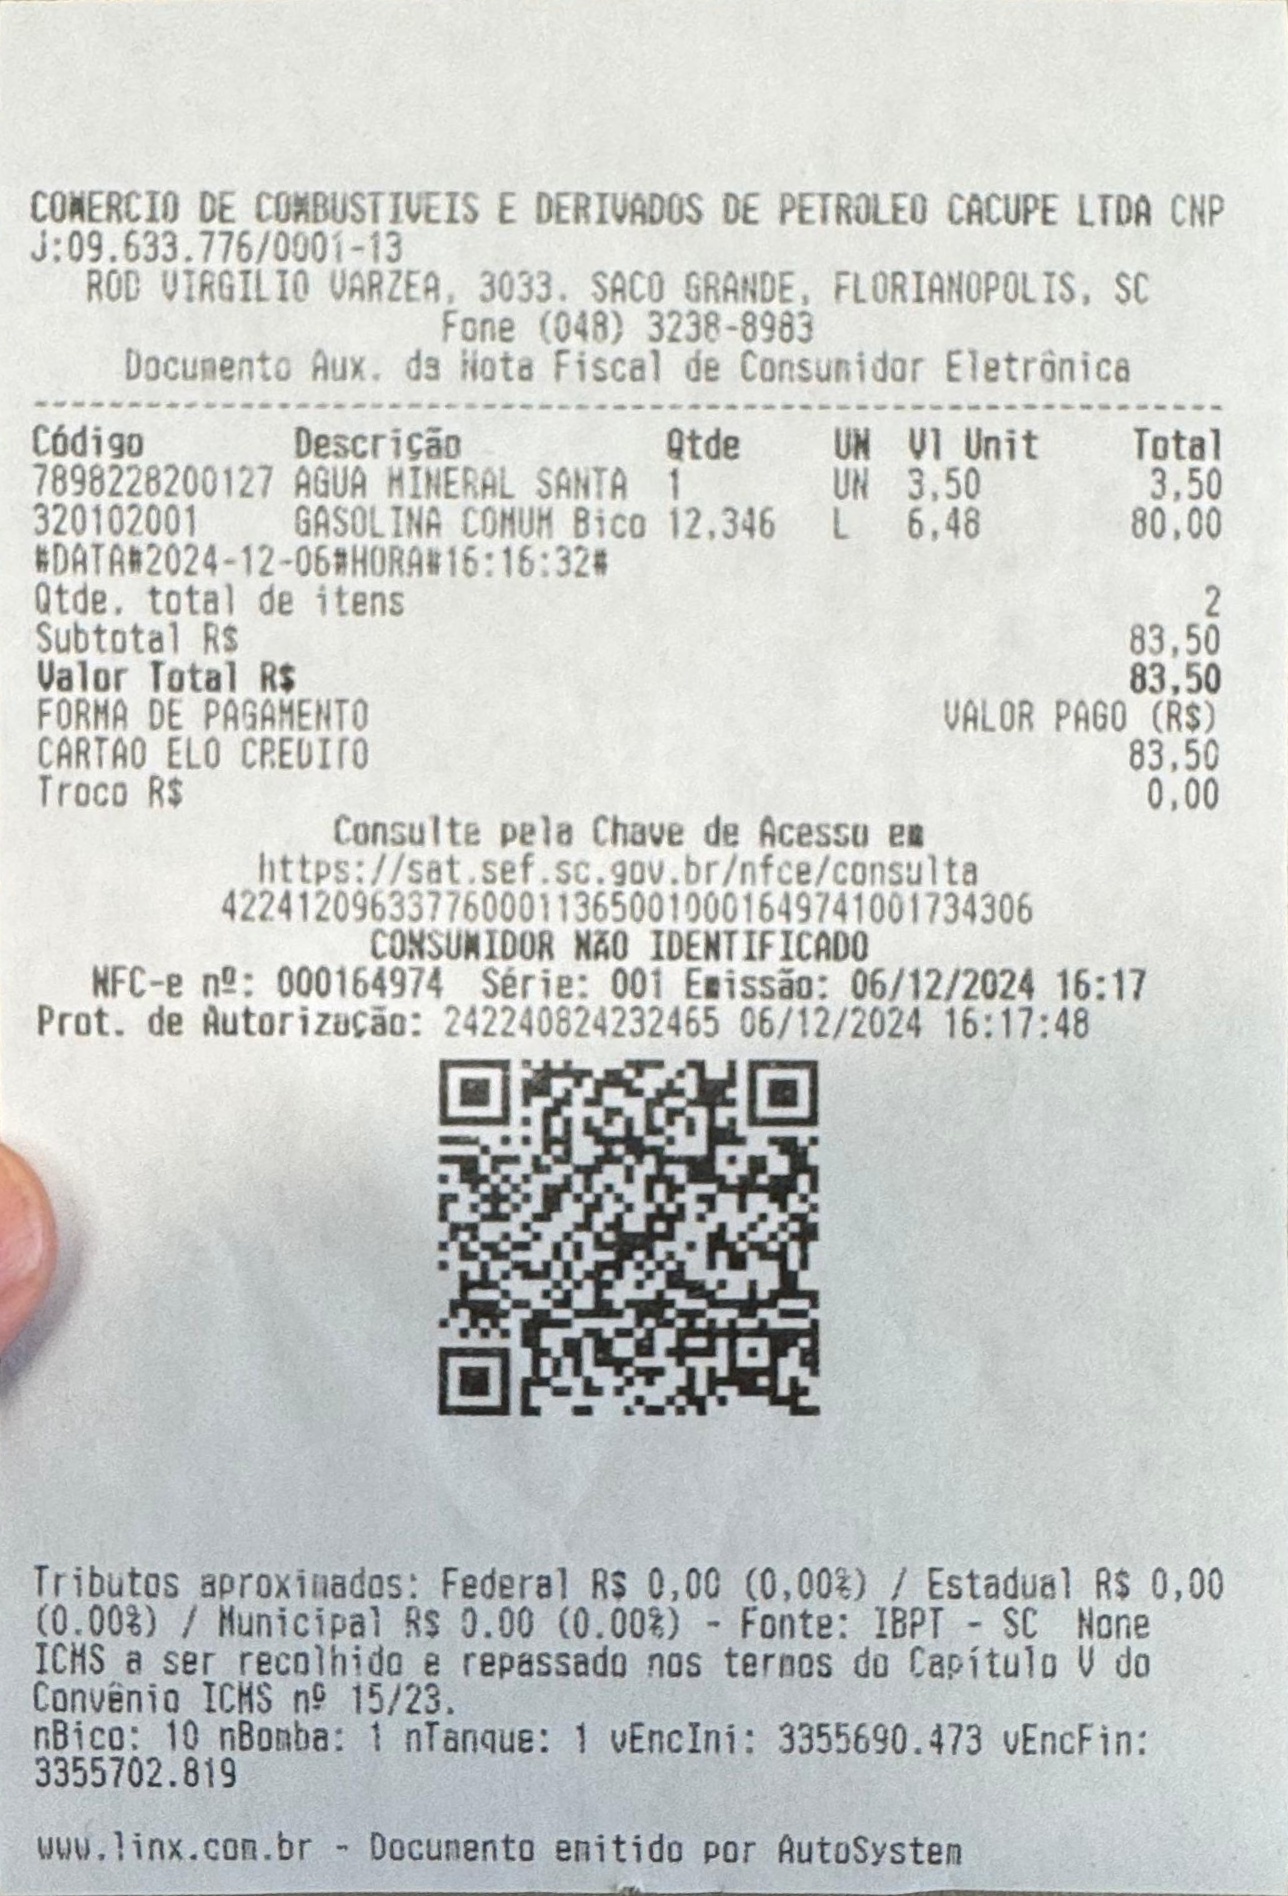 COMERCIO DE COMBUSTIVEIS E DERIVADOS DE PETROLEO CACUPE LTDA CNP
J:09.633.776/0001-13
ROD VIRGILIO VARZEA, 3033. SACO GRANDE, FLORIANOPOLIS, SC
Fone (048) 3238-8983
Documento Aux. da Nota Fiscal de Consumidor Eletrônica
Código Descrição Qtde UN Vl Unit Total
7898228200127 AGUA MINERAL SANTA 1 UN 3,50 3,50
320102001 GASOLINA COMUM Bico 12,346 L 6,48 80,00
#DATA#2024-12-06#HORA#16:16:32#
Qtde. total de itens 2
Subtotal R$ 83,50
Valor Total R$ 83,50
FORMA DE PAGAMENTO VALOR PAGO (R$)
CARTAO ELO CREDITO 83,50
Troco R$ 0,00
Consulte pela Chave de Acesso em
https://sat.sef.sc.gov.br/nfce/consulta
42241209633776000113650010001649741001734306
CONSUMIDOR NÃO IDENTIFICADO
NFC-e nº: 000164974 Série: 001 Emissão: 06/12/2024 16:17
Prot. de Autorização: 242240824232465 06/12/2024 16:17:48
Tributos aproximados: Federal R$ 0,00 (0,00%) / Estadual R$ 0,00
(0.00%) / Municipal R$ 0.00 (0.00%) - Fonte: IBPT - SC None
ICMS a ser recolhido e repassado nos termos do Capítulo V do
Convênio ICMS nº 15/23.
nBico: 10 nBomba: 1 nTanque: 1 vEncIni: 3355690.473 vEncFin:
3355702.819
www.linx.com.br - Documento emitido por AutoSystem